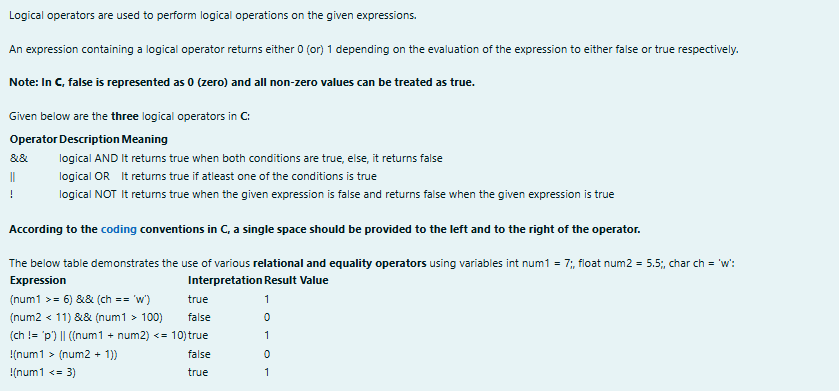 Logical operators are used to perform logical operations on the given expressions.
An expression containing a logical operator returns either 0 (or) 1 depending on the evaluation of the expression to either false or true respectively.
Note: In C, false is represented as 0 (zero) and all non-zero values can be treated as true.
Given below are the three logical operators in C:
Operator Description Meaning
&& logical AND It returns true when both conditions are true, else, it returns false
|| logical OR It returns true if atleast one of the conditions is true
! logical NOT It returns true when the given expression is false and returns false when the given expression is true
According to the coding conventions in C, a single space should be provided to the left and to the right of the operator.
The below table demonstrates the use of various relational and equality operators using variables int num1 = 7;, float num2 = 5.5;, char ch = 'w':
Expression Interpretation Result Value
(num1 >= 6) && (ch == 'w') true 1
(num2 < 11) && (num1 > 100) false 0
(ch != 'p') || ((num1 + num2) <= 10) true 1
!(num1 > (num2 + 1)) false 0
!(num1 <= 3) true 1